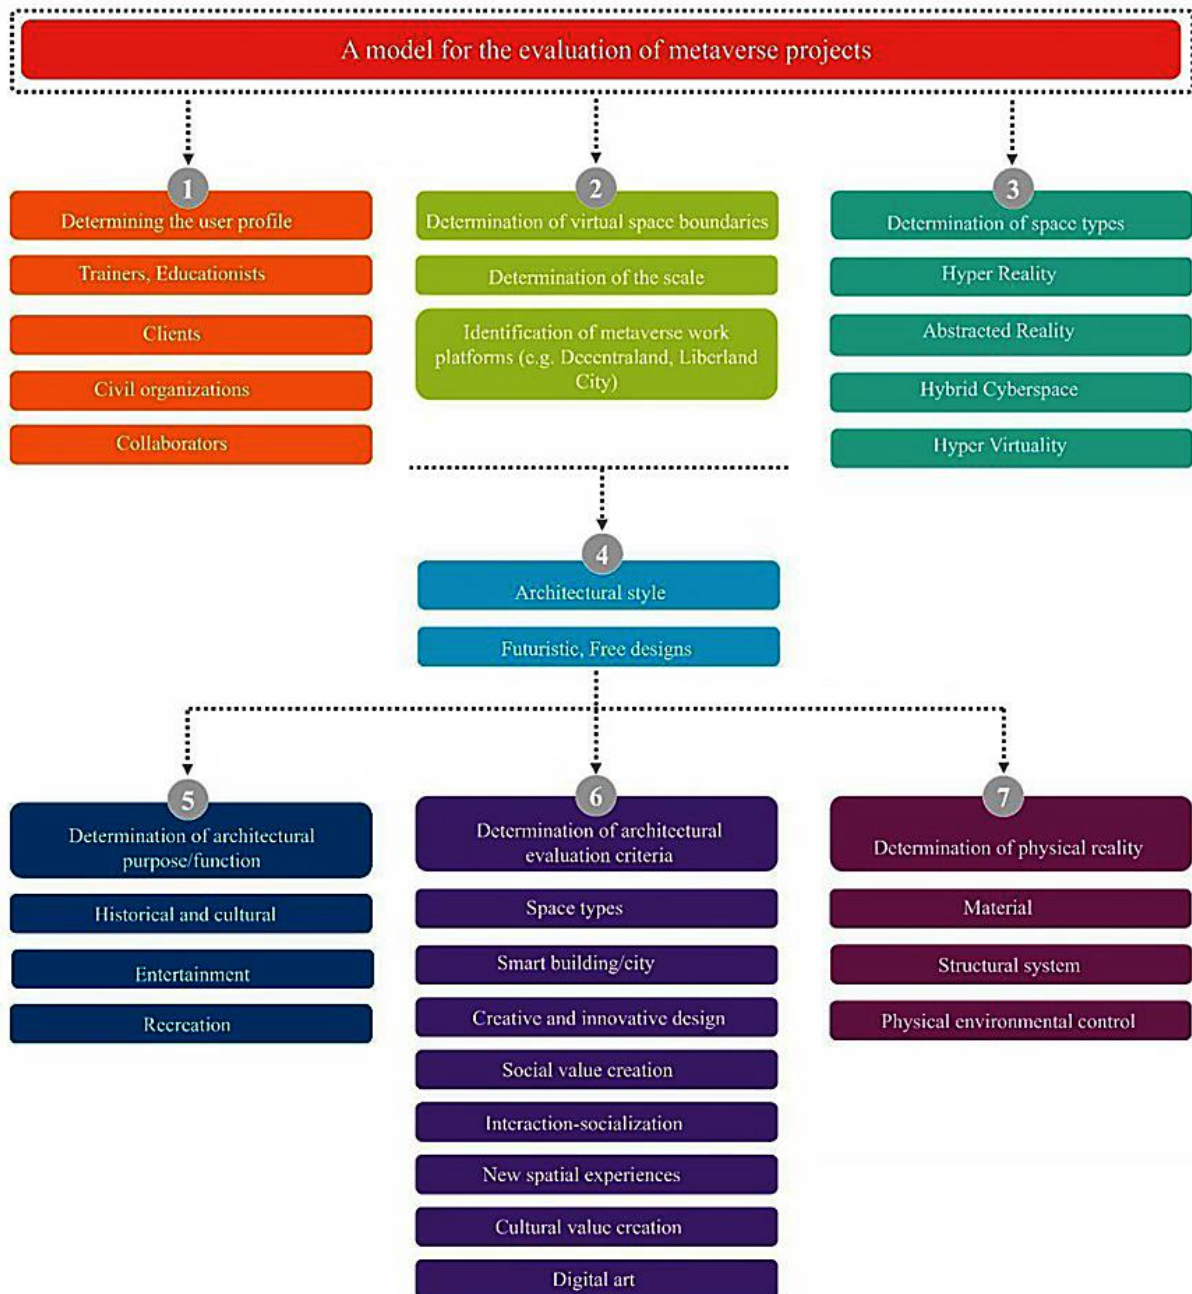 A model for the evaluation of metaverse projects
1
Determining the user profile
Trainers, Educationists
Clients
Civil organizations
Collaborators
2
Determination of virtual space boundaries
Determination of the scale
Identification of metaverse work
platforms (e.g. Decentraland, Liberland
City)
3
Determination of space types
Hyper Reality
Abstracted Reality
Hybrid Cyberspace
Hyper Virtuality
4
Architectural style
Futuristic, Free designs
5
Determination of architectural
purpose/function
Historical and cultural
Entertainment
Recreation
6
Determination of architectural
evaluation criteria
Space types
Smart building/city
Creative and innovative design
Social value creation
Interaction-socialization
New spatial experiences
Cultural value creation
Digital art
7
Determination of physical reality
Material
Structural system
Physical environmental control